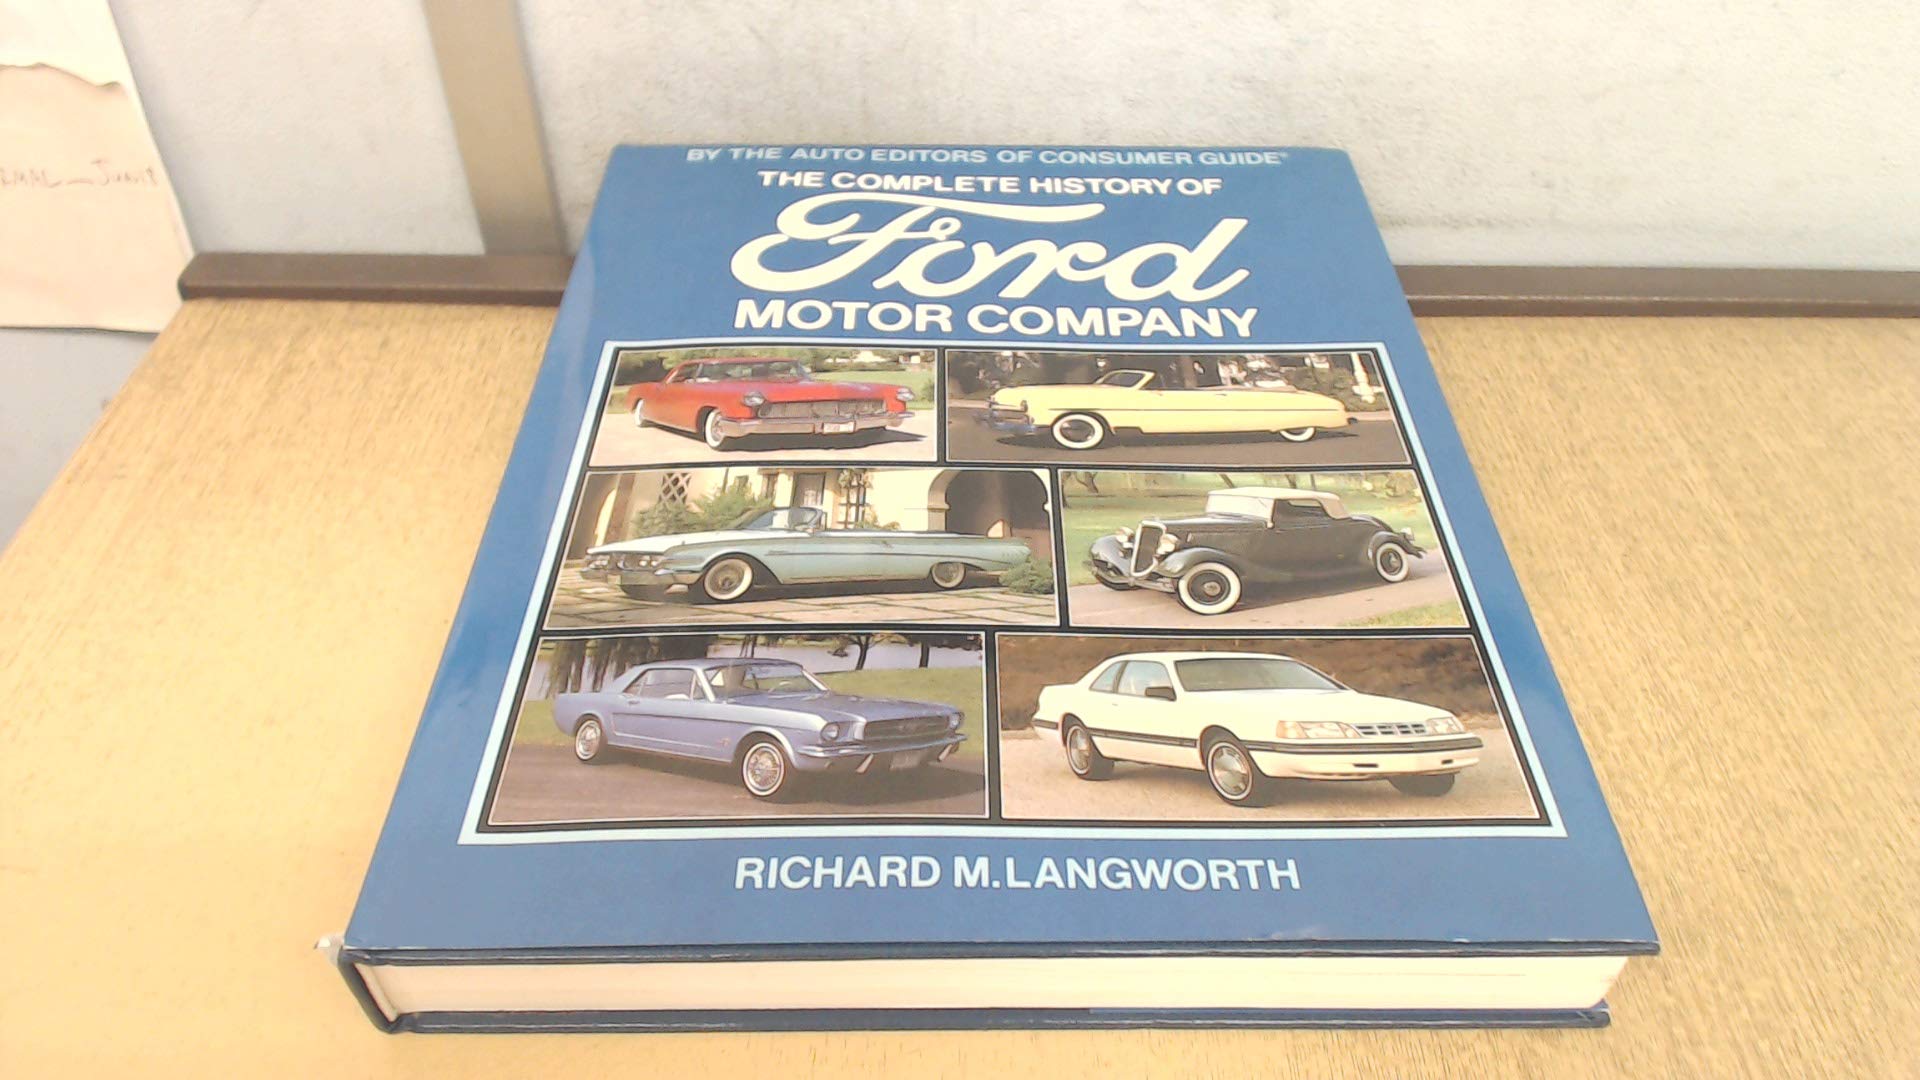 BY THE AUTO EDITORS OF CONSUMER GUIDE®
THE COMPLETE HISTORY OF
Ford
MOTOR COMPANY
RICHARD M. LANGWORTH